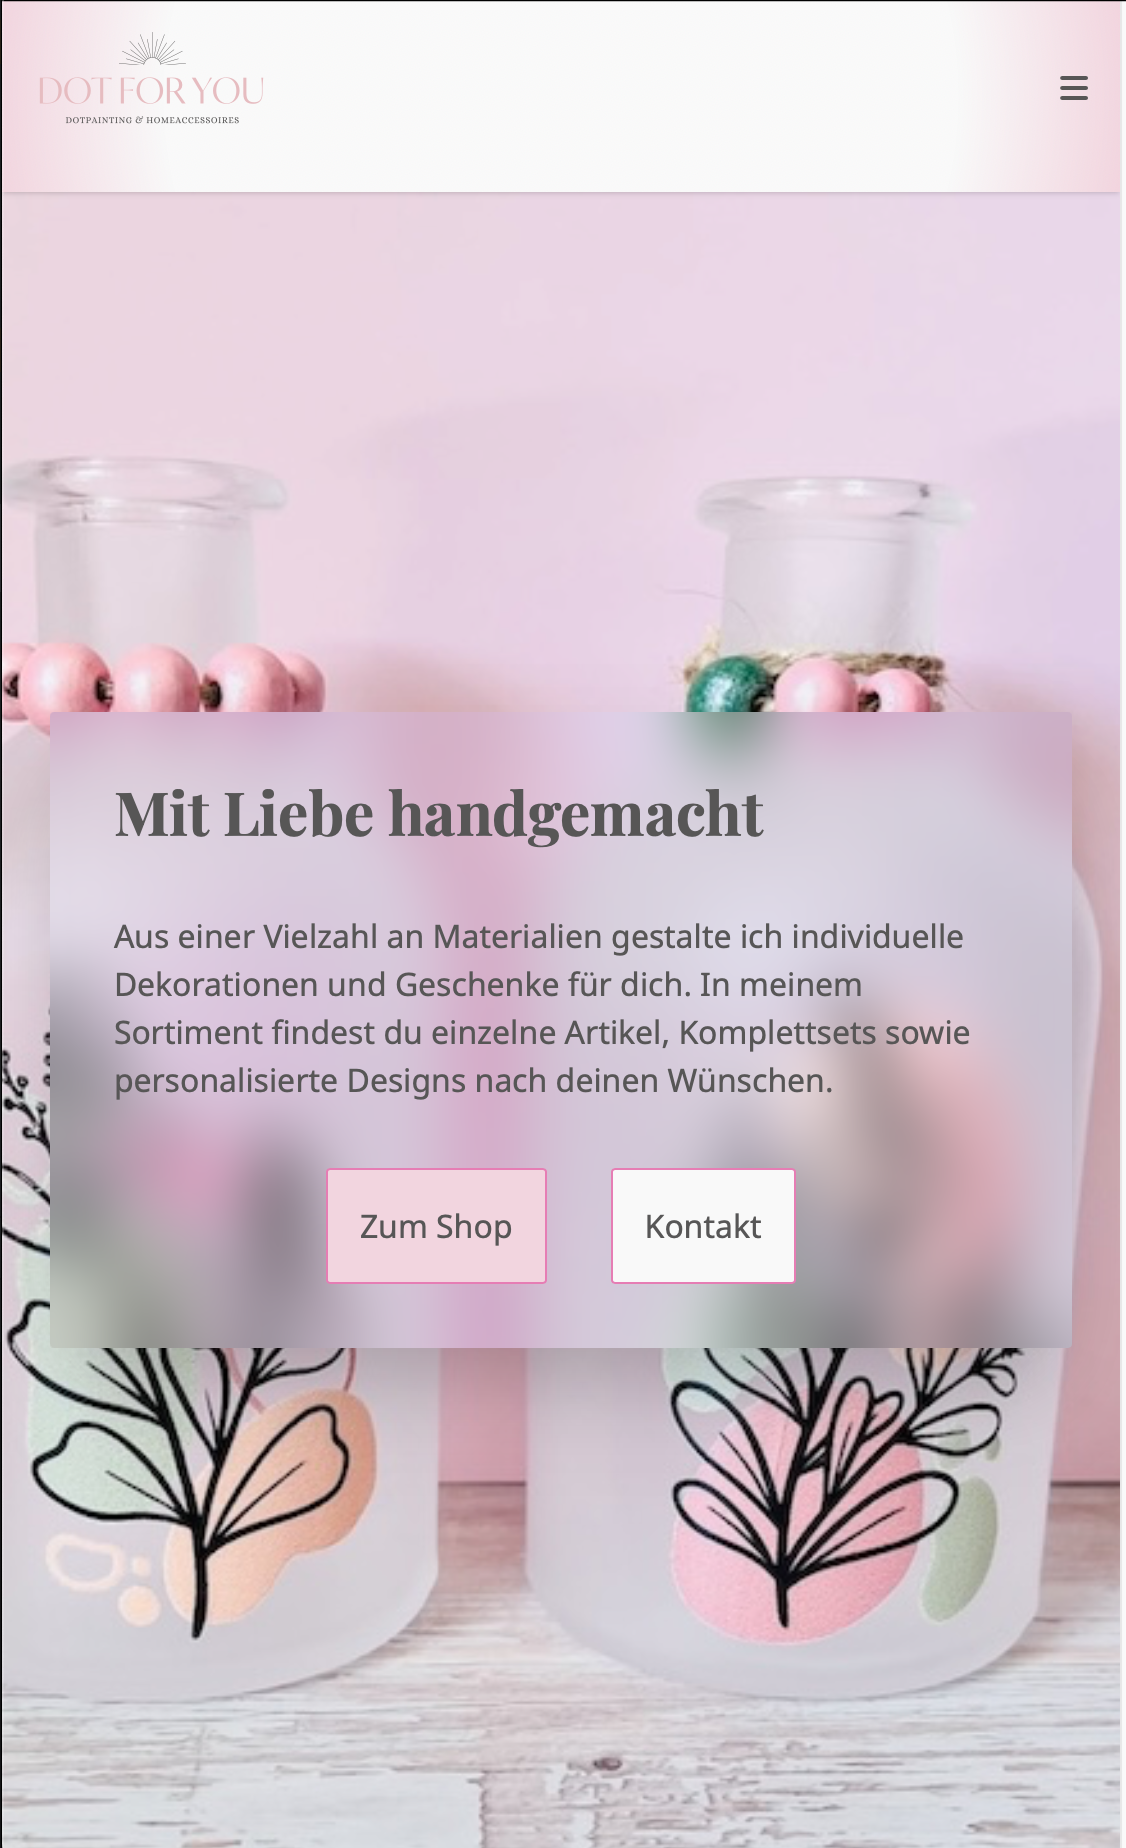 DOT FOR YOU
DOTPAINTING & HOMEACCESSOIRES
Mit Liebe handgemacht
Aus einer Vielzahl an Materialien gestalte ich individuelle
Dekorationen und Geschenke für dich. In meinem
Sortiment findest du einzelne Artikel, Komplettsets sowie
personalisierte Designs nach deinen Wünschen.
Zum Shop
Kontakt